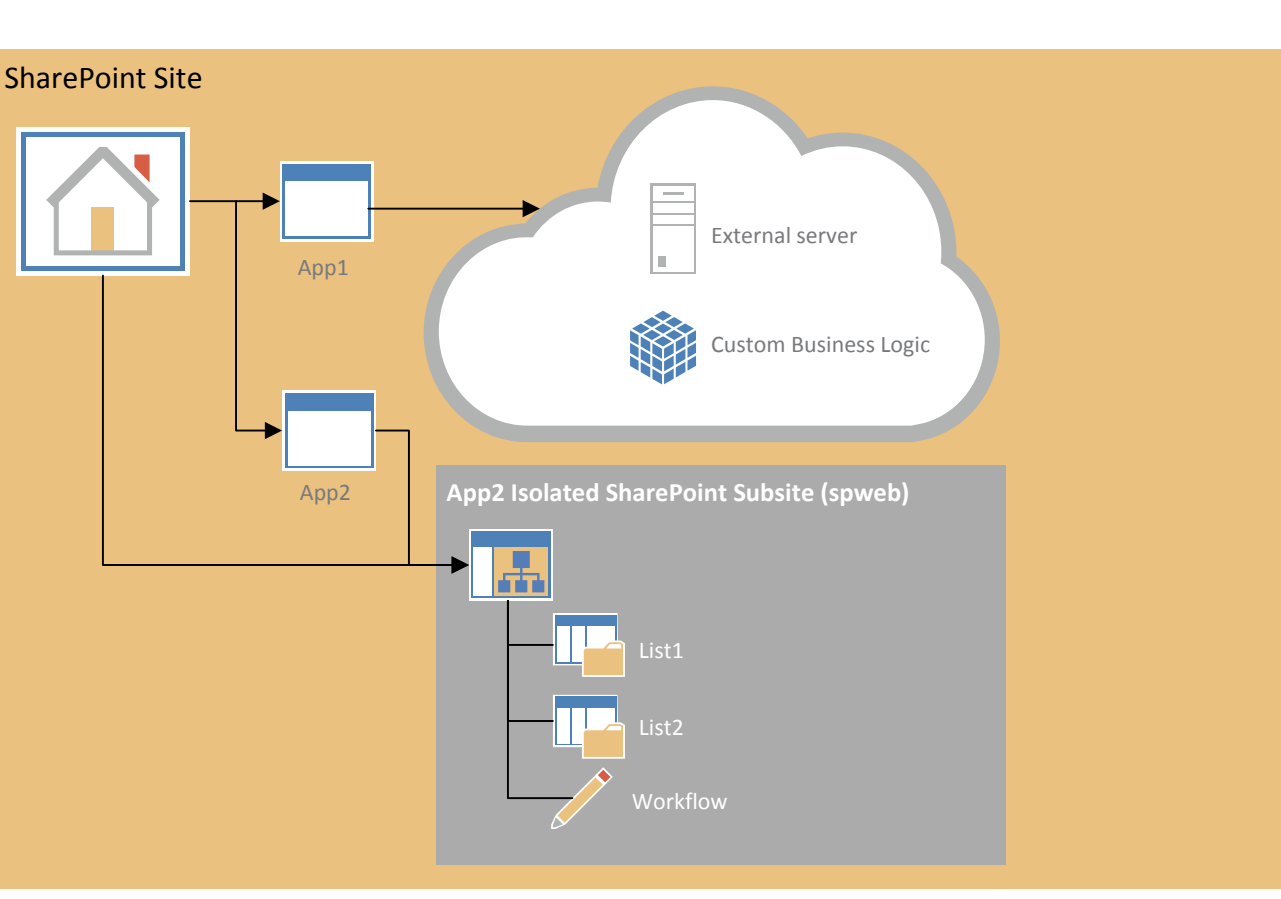 SharePoint Site
External server
App1
Custom Business Logic
App2
App2 Isolated SharePoint Subsite (spweb)
List1
List2
Workflow